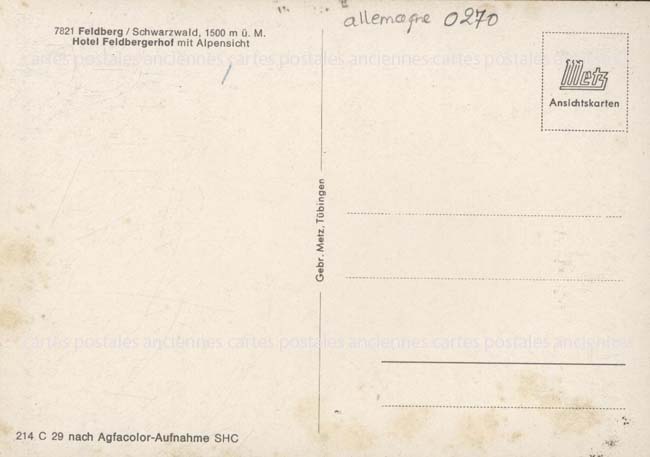 7821 Feldberg / Schwarzwald, 1500 m ü. M.
Hotel Feldbergerhof mit Alpensicht
allemagne 0270
Metz
Ansichtskarten
cartes postales anciennes cartes postales anciennes cartes postales anciennes
Gebr. Metz, Tübingen
cartes postales anciennes cartes postales anciennes cartes postales anciennes
214 C 29 nach Agfacolor-Aufnahme SHC